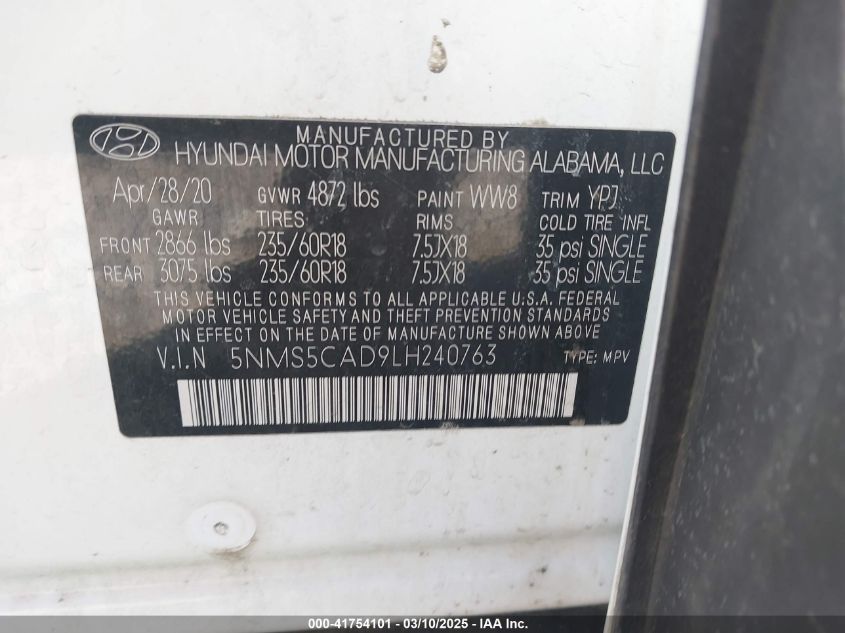 MANUFACTURED BY
HYUNDAI MOTOR MANUFACTURING ALABAMA, LLC
Apr/28/20 GVWR 4872 lbs PAINT WW8 TRIM YPJ
GAWR TIRES: RIMS COLD TIRE INFL
FRONT 2866 lbs 235/60R18 7.5JX18 35 psi SINGLE
REAR 3075 lbs 235/60R18 7.5JX18 35 psi SINGLE
THIS VEHICLE CONFORMS TO ALL APPLICABLE U.S.A. FEDERAL
MOTOR VEHICLE SAFETY BUMPER, AND THEFT PREVENTION STANDARDS
IN EFFECT ON THE DATE OF MANUFACTURE SHOWN ABOVE
V.I.N 5NMS5CAD9LH240763 TYPE: MPV
000-41754101 - 03/10/2025 - IAA, Inc.